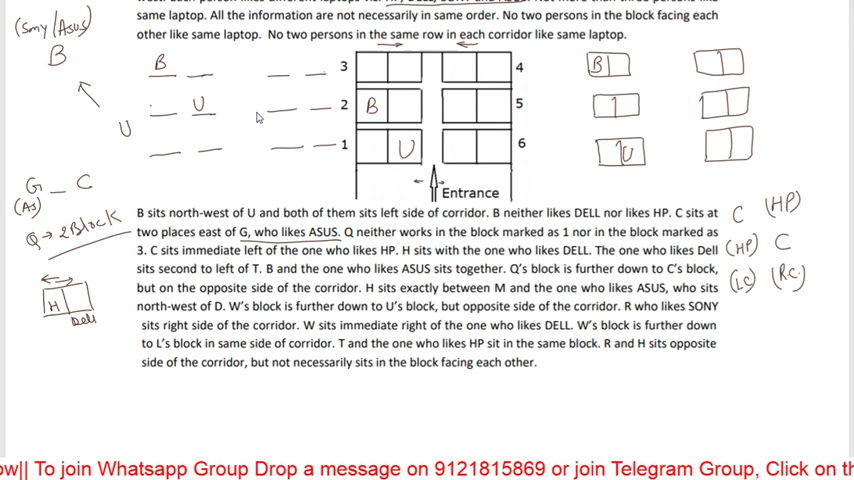 same laptop. All the information are not necessarily in same order. No two persons in the block facing each
other like same laptop. No two persons in the same row in each corridor like same laptop.
(Sony/Asus)
B
U
B
U
3
2
1
B
U
4
5
6
Entrance
B
1
1
1
1U
1
G _ C
(As)
Q → 2Block
H
Dell
B sits north-west of U and both of them sits left side of corridor. B neither likes DELL nor likes HP. C sits at
two places east of G, who likes ASUS. Q neither works in the block marked as 1 nor in the block marked as
3. C sits immediate left of the one who likes HP. H sits with the one who likes DELL. The one who likes Dell
sits second to left of T. B and the one who likes ASUS sits together. Q's block is further down to C's block,
but on the opposite side of the corridor. H sits exactly between M and the one who likes ASUS, who sits
north-west of D. W's block is further down to U's block, but opposite side of the corridor. R who likes SONY
sits right side of the corridor. W sits immediate right of the one who likes DELL. W's block is further down
to L's block in same side of corridor. T and the one who likes HP sit in the same block. R and H sits opposite
side of the corridor, but not necessarily sits in the block facing each other.
C (HP)
(HP) C
(LC) (RC)
ow|| To join Whatsapp Group Drop a message on 9121815869 or join Telegram Group, Click on th